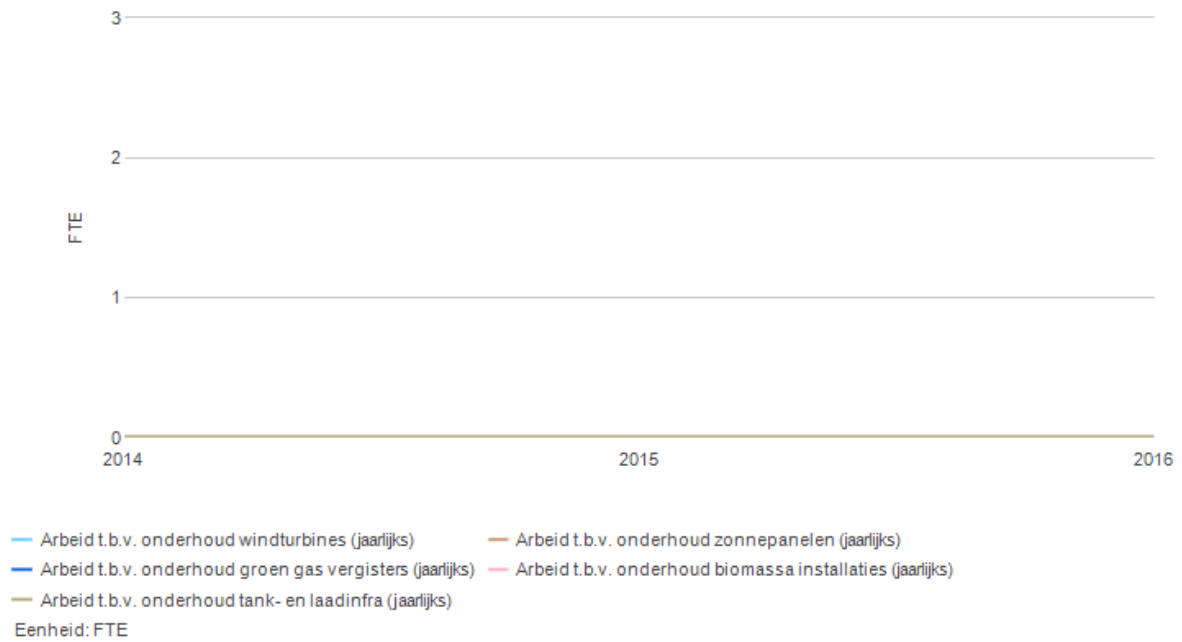 3
2
FTE
1
0
2014 2015 2016
Arbeid t.b.v. onderhoud windturbines (jaarlijks) Arbeid t.b.v. onderhoud zonnepanelen (jaarlijks)
Arbeid t.b.v. onderhoud groen gas vergisters (jaarlijks) Arbeid t.b.v. onderhoud biomassa installaties (jaarlijks)
Arbeid t.b.v. onderhoud tank- en laadinfra (jaarlijks)
Eenheid: FTE